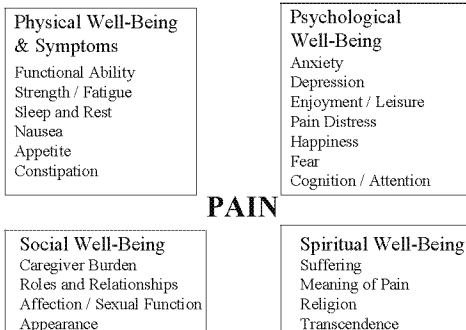 Physical Well-Being
& Symptoms
Functional Ability
Strength / Fatigue
Sleep and Rest
Nausea
Appetite
Constipation
Psychological
Well-Being
Anxiety
Depression
Enjoyment / Leisure
Pain Distress
Happiness
Fear
Cognition / Attention
PAIN
Social Well-Being
Caregiver Burden
Roles and Relationships
Affection / Sexual Function
Appearance
Spiritual Well-Being
Suffering
Meaning of Pain
Religion
Transcendence